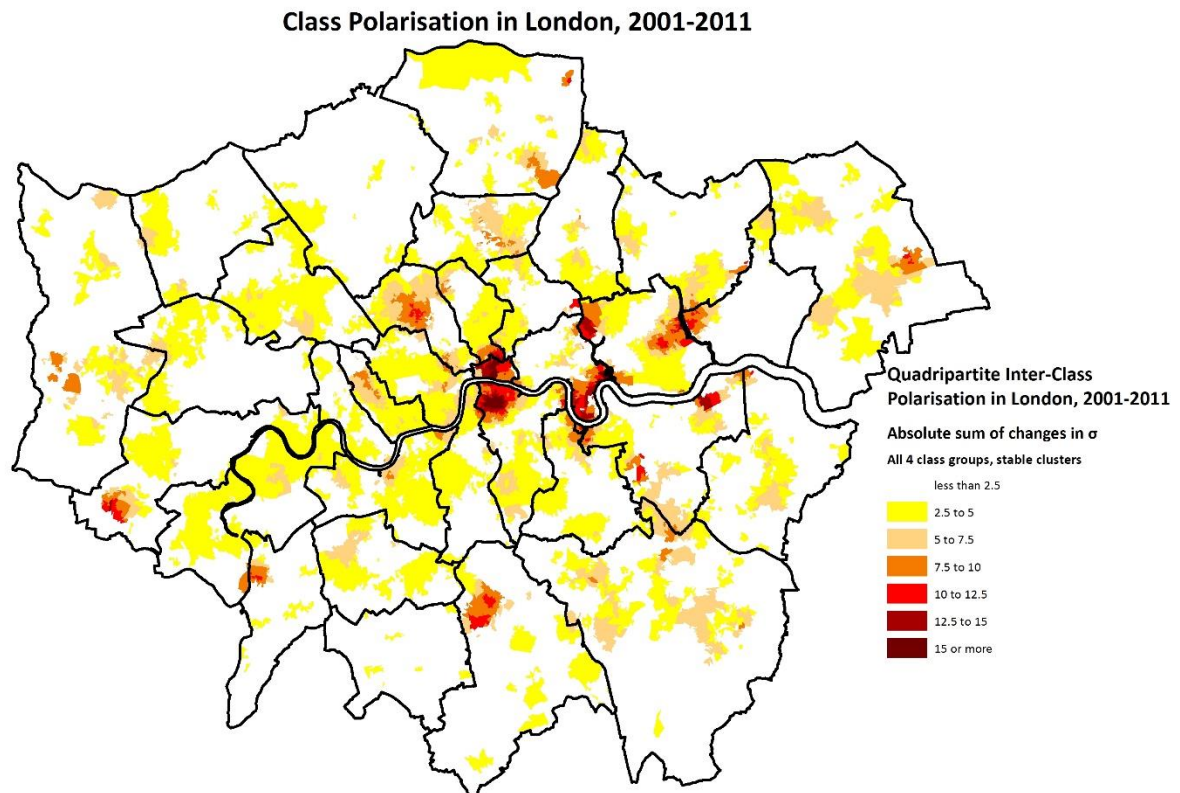 Class Polarisation in London, 2001-2011
Quadripartite Inter-Class
Polarisation in London, 2001-2011
Absolute sum of changes in σ
All 4 class groups, stable clusters
less than 2.5
2.5 to 5
5 to 7.5
7.5 to 10
10 to 12.5
12.5 to 15
15 or more